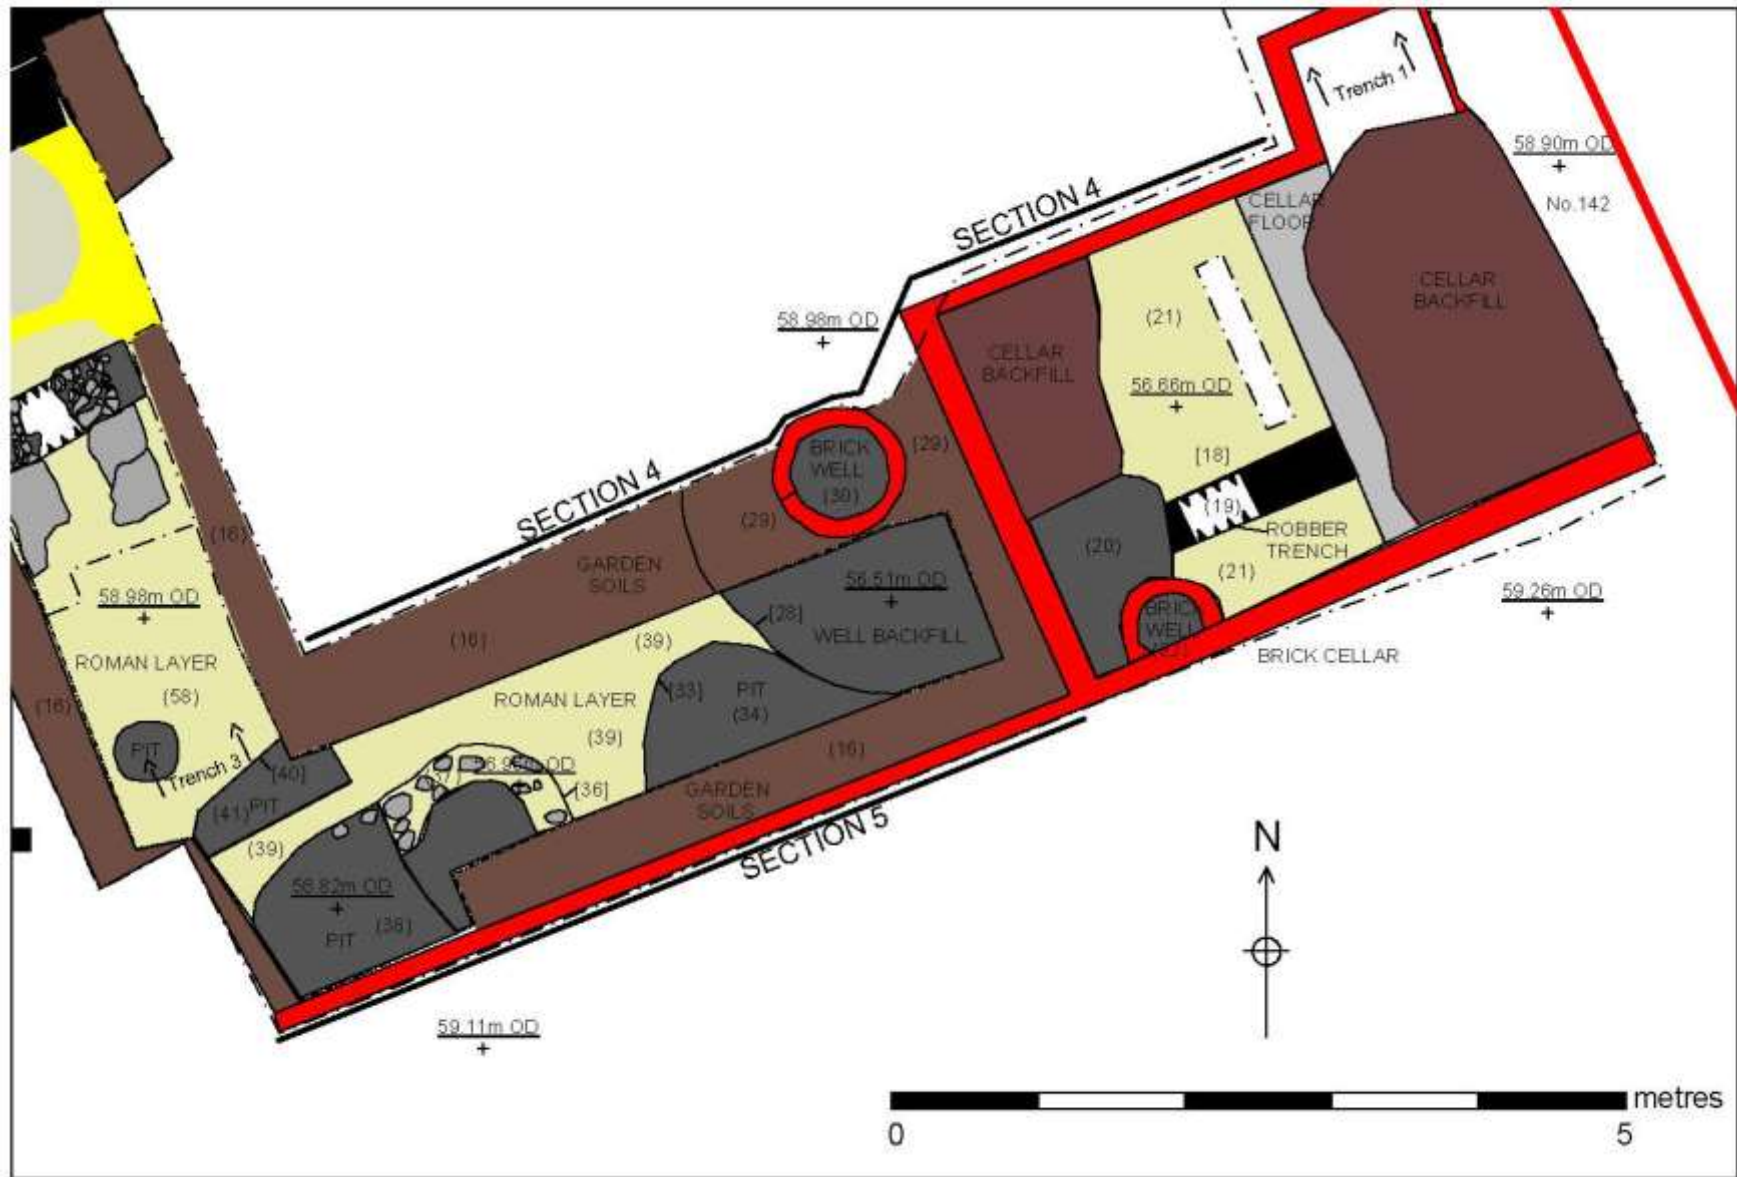 Trench 1
58.90m OD
No.142
SECTION 4
CELLAR
FLOOR
CELLAR
BACKFILL
(21)
58.98m OD
CELLAR
BACKFILL
56.66m OD
BRICK
WELL
(30)
(29)
[18]
SECTION 4
(29)
(19)
ROBBER
TRENCH
(16)
(20)
GARDEN
SOILS
(21)
58.98m OD
56.51m OD
59.26m OD
[28]
WELL BACKFILL
BRICK
WELL
(16)
(39)
BRICK CELLAR
ROMAN LAYER
(58)
ROMAN LAYER
[33]
PIT
(34)
(16)
(39)
(16)
PIT
Trench 3
[40]
[36]
GARDEN
SOILS
(41)
PIT
SECTION 5
N
(39)
56.82m OD
(38)
PIT
59.11m OD
metres
0
5